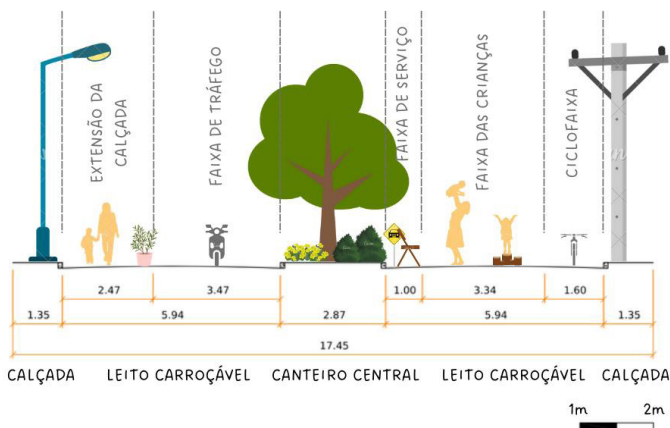 EXTENSÃO DA
CALÇADA
FAIXA DE TRÁFEGO
FAIXA DE SERVIÇO
FAIXA DAS CRIANÇAS
CICLOFAIXA
2.47
3.47
1.00
3.34
1.60
1.35
5.94
2.87
5.94
1.35
17.45
CALÇADA
LEITO CARROÇÁVEL
CANTEIRO CENTRAL
LEITO CARROÇÁVEL
CALÇADA
1m
2m